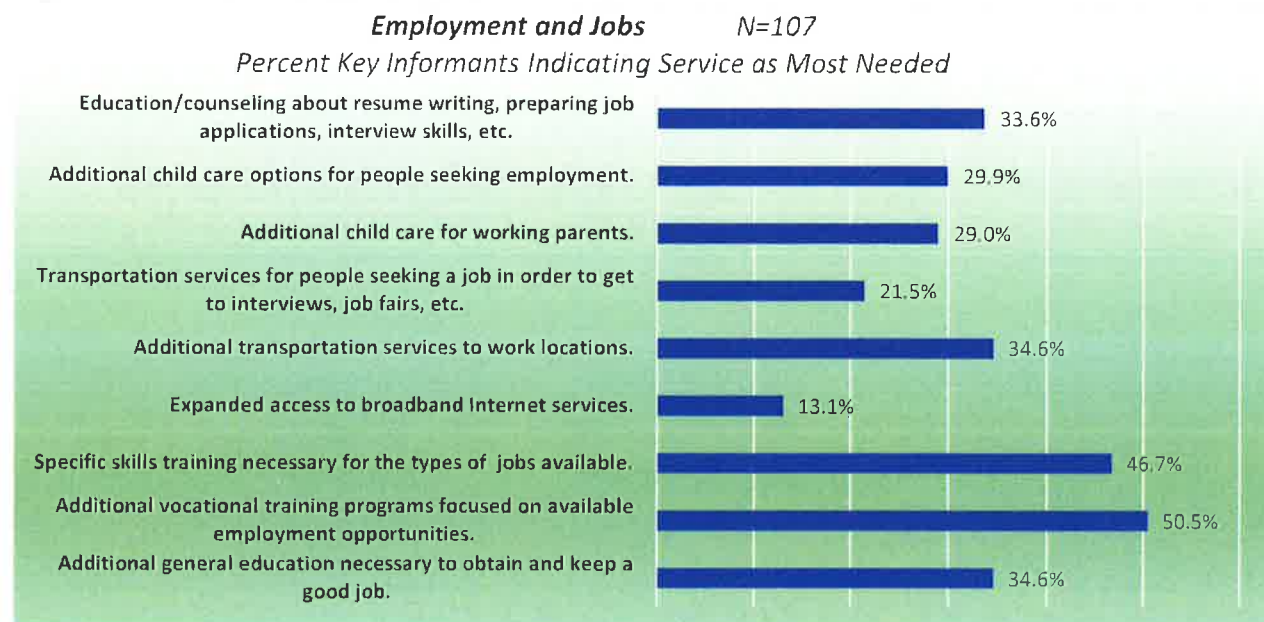 Employment and Jobs N=107
Percent Key Informants Indicating Service as Most Needed
Education/counseling about resume writing, preparing job
applications, interview skills, etc.
33.6%
Additional child care options for people seeking employment.
29.9%
Additional child care for working parents.
29.0%
Transportation services for people seeking a job in order to get
to interviews, job fairs, etc.
21.5%
Additional transportation services to work locations.
34.6%
Expanded access to broadband Internet services.
13.1%
Specific skills training necessary for the types of jobs available.
46.7%
Additional vocational training programs focused on available
employment opportunities.
50.5%
Additional general education necessary to obtain and keep a
good job.
34.6%